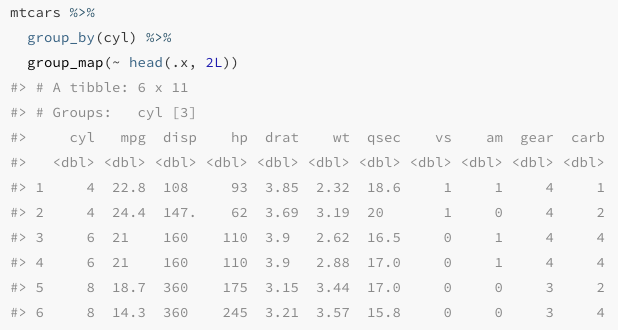 mtcars %>%
  group_by(cyl) %>%
  group_map(~ head(.x, 2L))
#> # A tibble: 6 x 11
#> # Groups:   cyl [3]
#>     cyl   mpg  disp    hp  drat    wt  qsec    vs    am  gear  carb
#>   <dbl> <dbl> <dbl> <dbl> <dbl> <dbl> <dbl> <dbl> <dbl> <dbl> <dbl>
#> 1     4  22.8  108     93  3.85  2.32  18.6     1     1     4     1
#> 2     4  24.4  147.    62  3.69  3.19  20       1     0     4     2
#> 3     6  21    160    110  3.9   2.62  16.5     0     1     4     4
#> 4     6  21    160    110  3.9   2.88  17.0     0     1     4     4
#> 5     8  18.7  360    175  3.15  3.44  17.0     0     0     3     2
#> 6     8  14.3  360    245  3.21  3.57  15.8     0     0     3     4